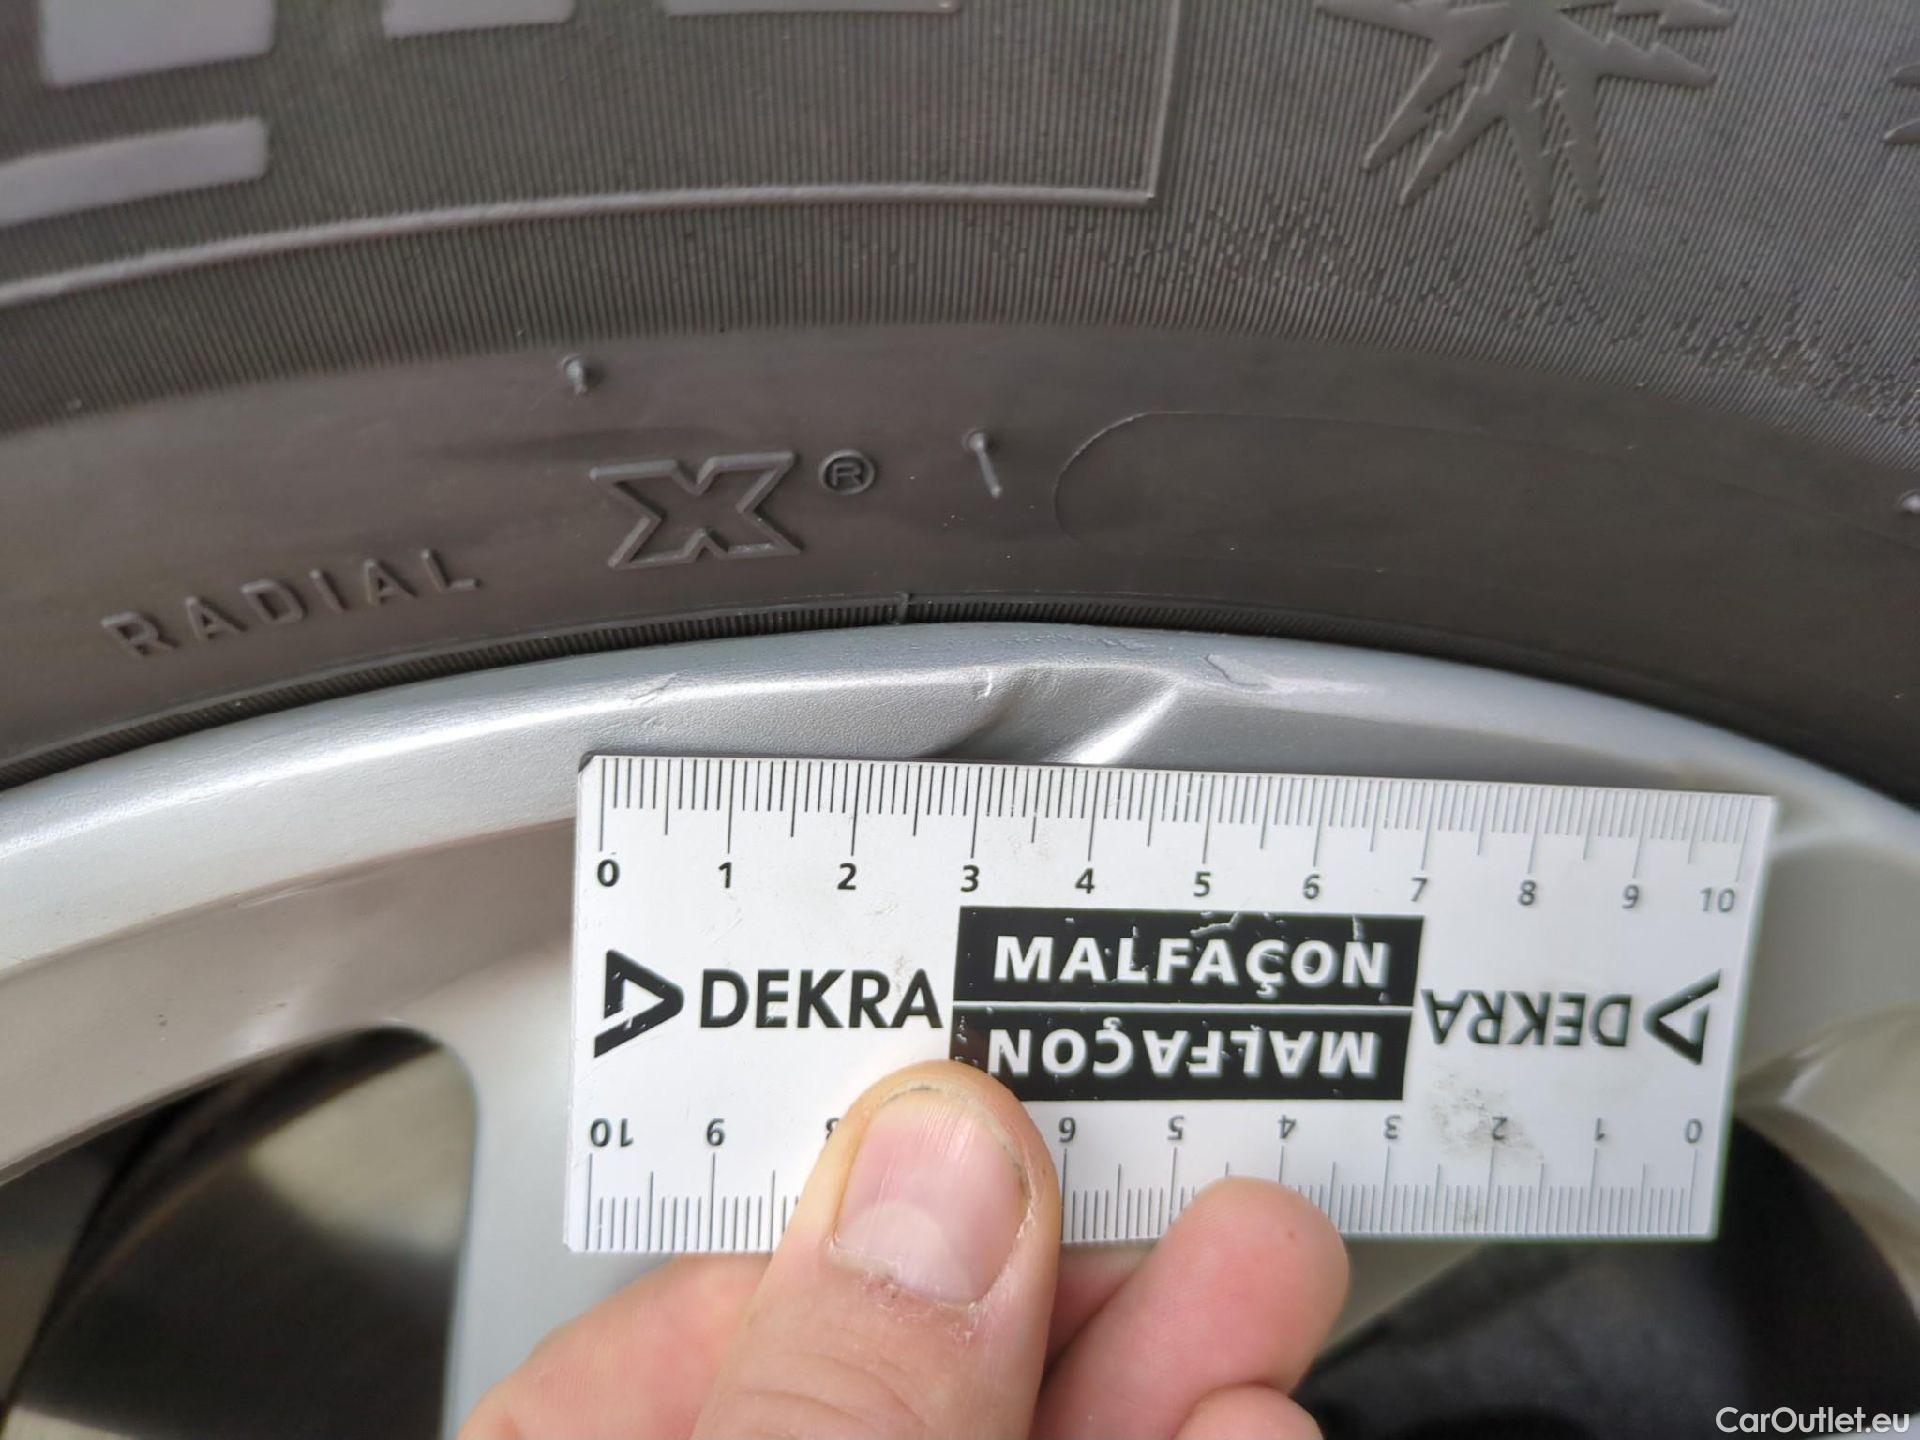 RADIAL X®
0 1 2 3 4 5 6 7 8 9 10
DEKRA MALFAÇON DEKRA
MALFAÇON
10 9 8 6 5 4 3 2 1 0
CarOutlet.eu